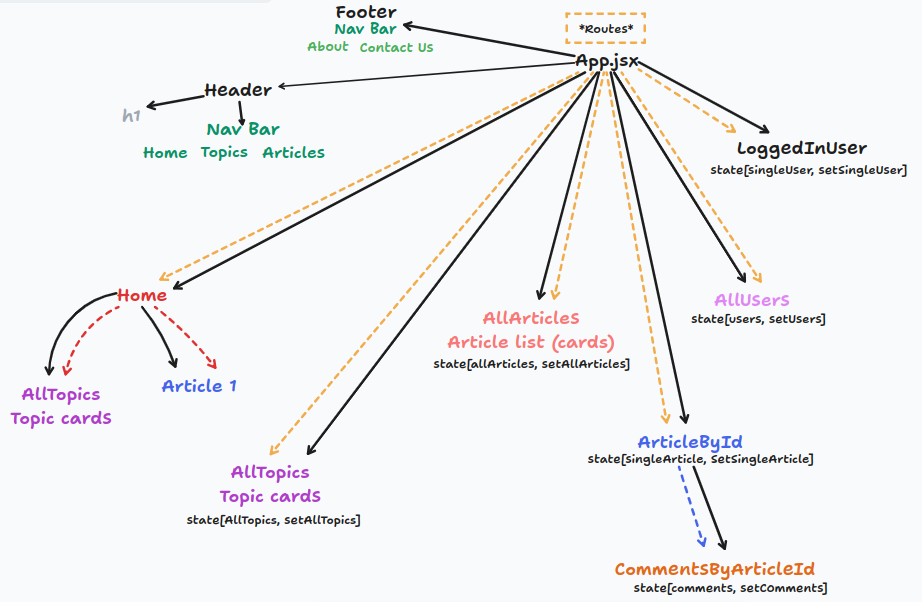 Footer
Nav Bar
About Contact Us
*Routes*
App.jsx
Header
h1
Nav Bar
Home Topics Articles
LoggedInUser
state[singleUser, setSingleUser]
Home
AllUsers
state[users, setUsers]
AllArticles
Article list (cards)
state[allArticles, setAllArticles]
AllTopics
Topic cards
Article 1
ArticleById
state[singleArticle, SetSingleArticle]
AllTopics
Topic cards
state[AllTopics, setAllTopics]
CommentsByArticleId
state[comments, setComments]